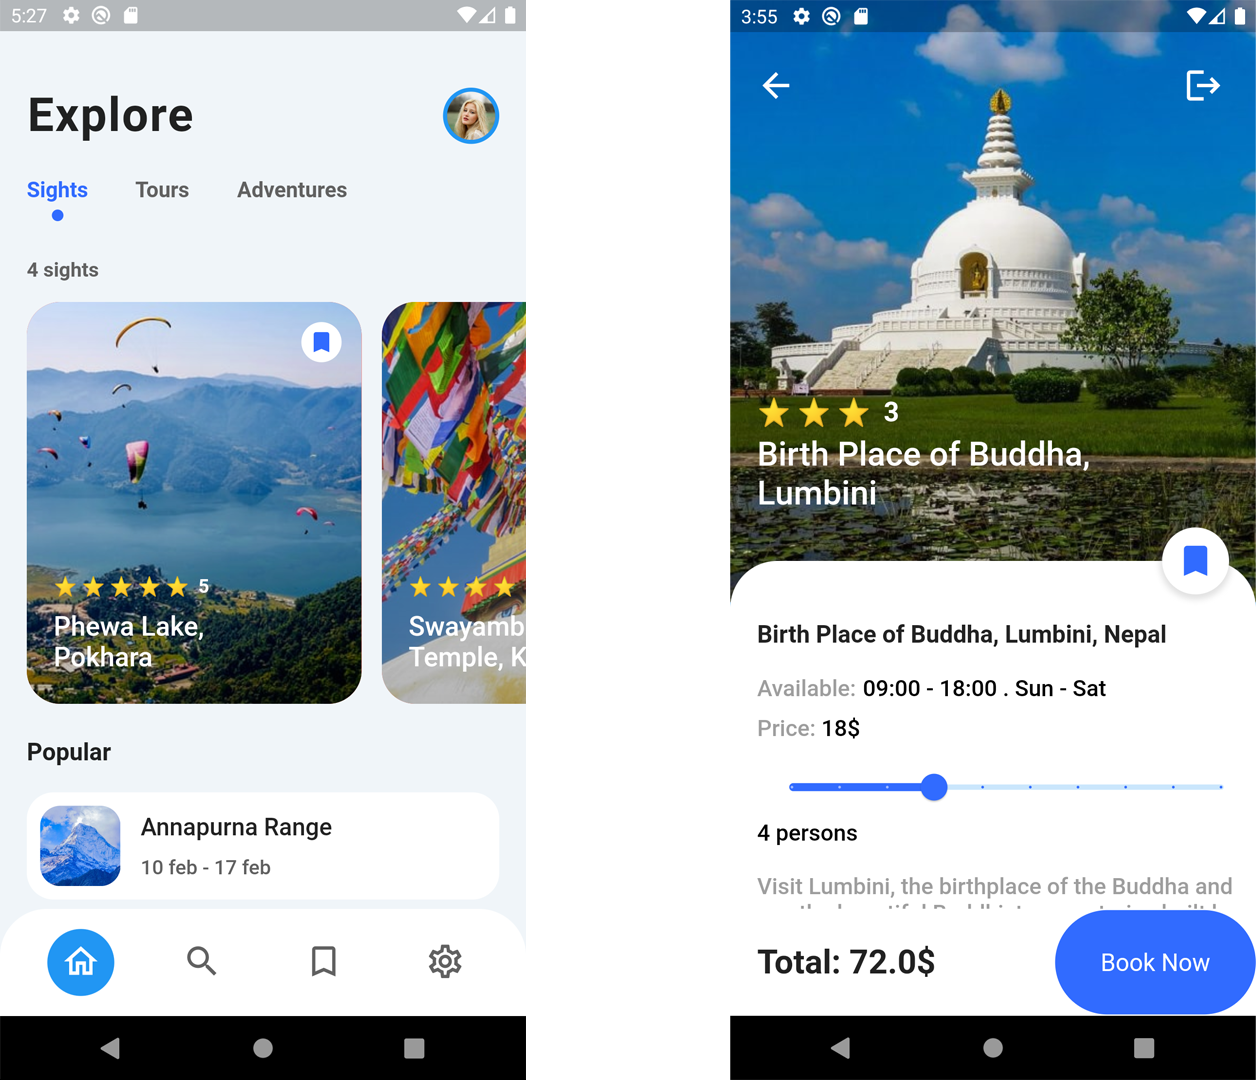 5:27
Explore
Sights Tours Adventures
4 sights
5
Phewa Lake,
Pokhara
Swayamb
Temple, K
Popular
Annapurna Range
10 feb - 17 feb
3:55
3
Birth Place of Buddha,
Lumbini
Birth Place of Buddha, Lumbini, Nepal
Available: 09:00 - 18:00 . Sun - Sat
Price: 18$
4 persons
Visit Lumbini, the birthplace of the Buddha and
Total: 72.0$
Book Now